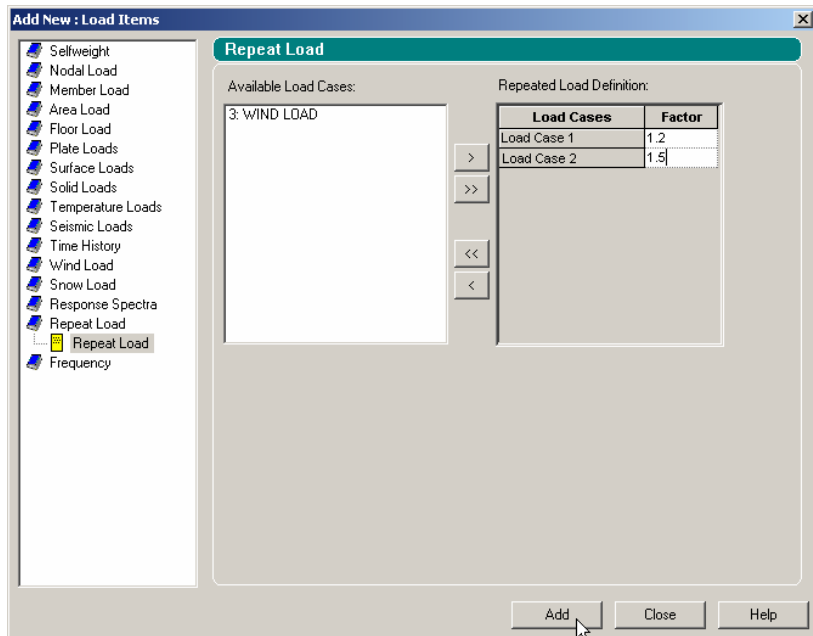 Add New : Load Items
Selfweight
Nodal Load
Member Load
Area Load
Floor Load
Plate Loads
Surface Loads
Solid Loads
Temperature Loads
Seismic Loads
Time History
Wind Load
Snow Load
Response Spectra
Repeat Load
Repeat Load
Frequency
Repeat Load
Available Load Cases:
3: WIND LOAD
>
>>
<<
<
Repeated Load Definition:
Load Cases Factor
Load Case 1 1.2
Load Case 2 1.5
Add Close Help